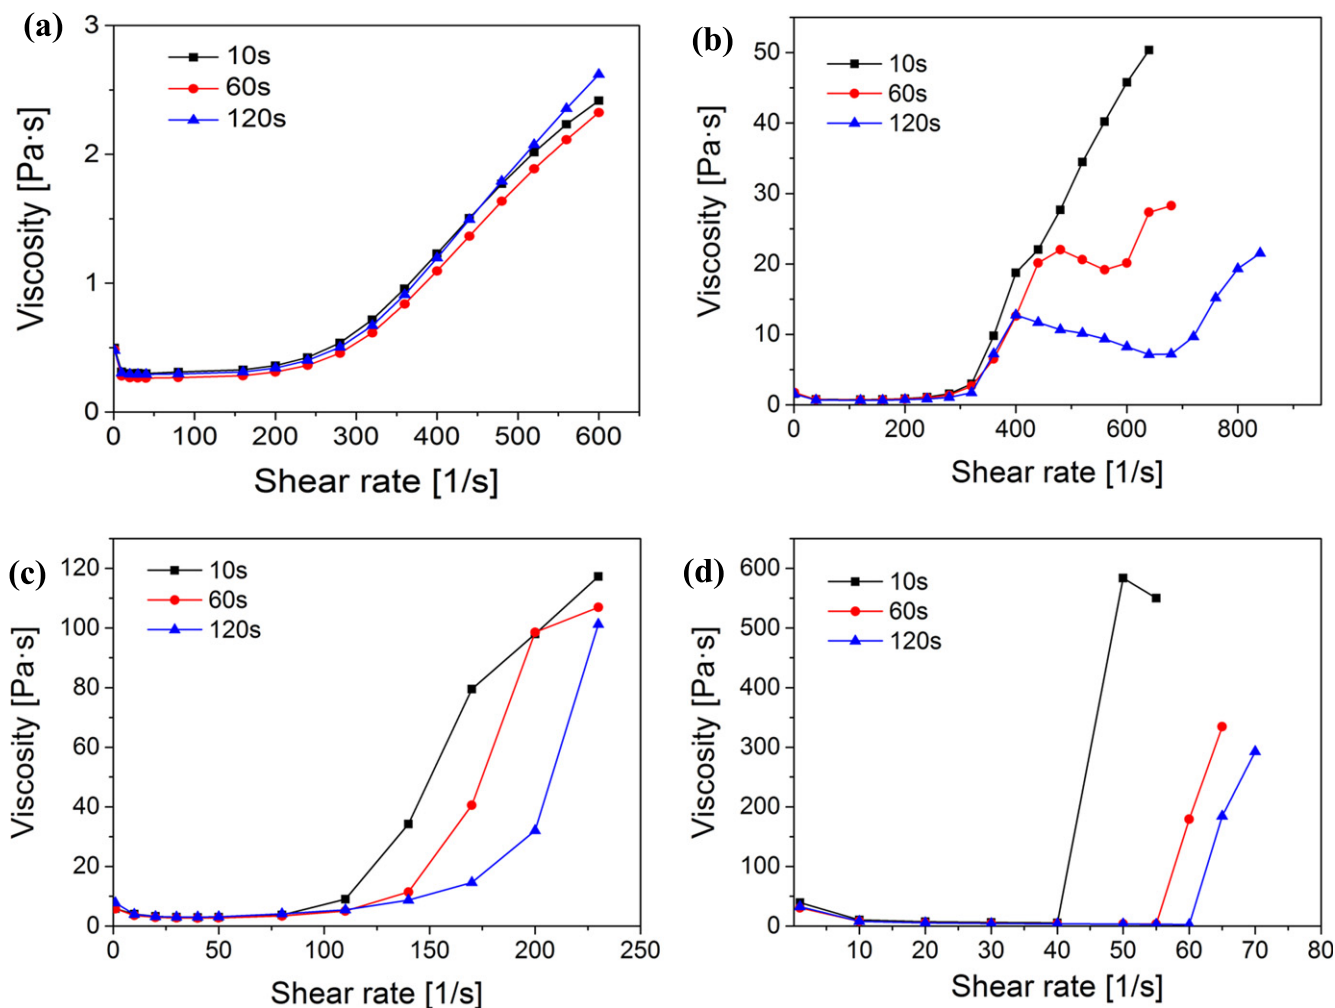 (a)
10s
60s
120s
Viscosity [Pa·s]
3
2
1
0
0 100 200 300 400 500 600
Shear rate [1/s]
(b)
10s
60s
120s
Viscosity [Pa·s]
50
40
30
20
10
0
0 200 400 600 800
Shear rate [1/s]
(c)
10s
60s
120s
Viscosity [Pa·s]
120
100
80
60
40
20
0
0 50 100 150 200 250
Shear rate [1/s]
(d)
10s
60s
120s
Viscosity [Pa·s]
600
500
400
300
200
100
0
10 20 30 40 50 60 70 80
Shear rate [1/s]